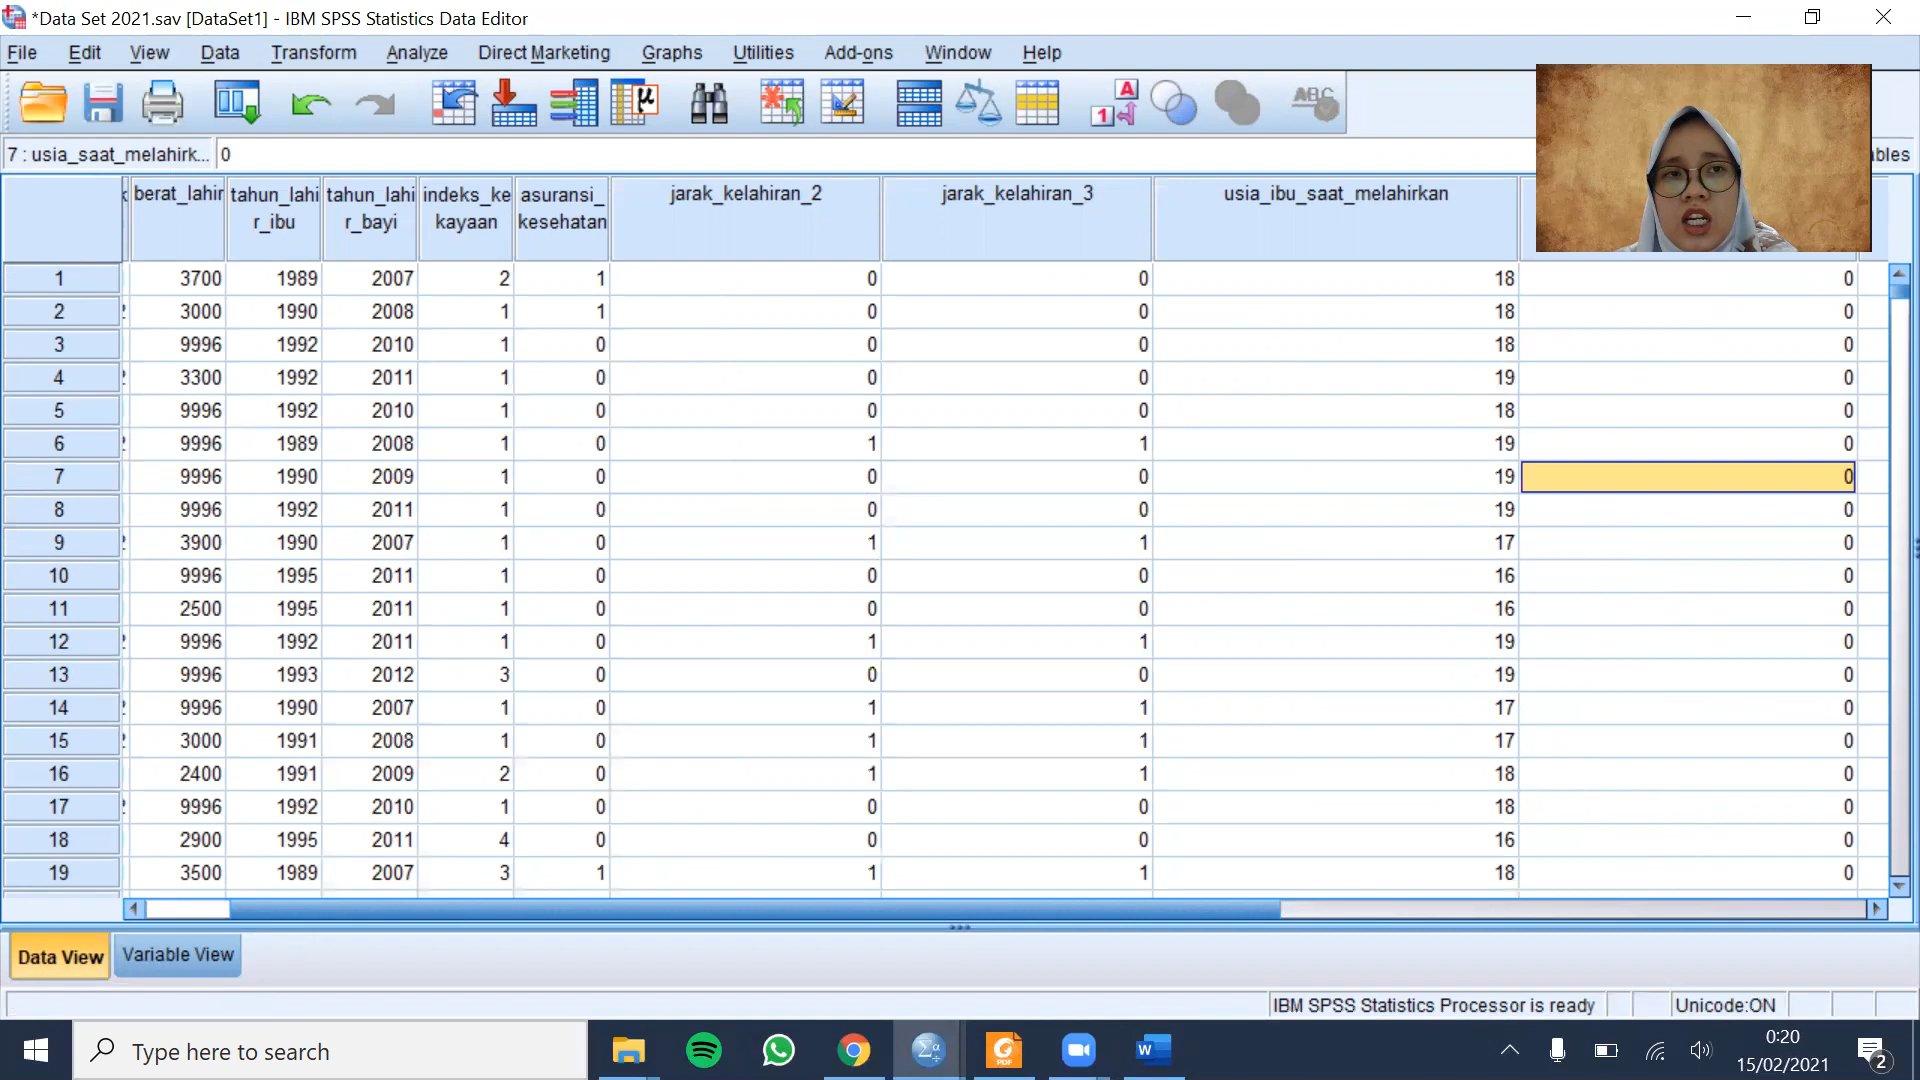 *Data Set 2021.sav [DataSet1] - IBM SPSS Statistics Data Editor
File Edit View Data Transform Analyze Direct Marketing Graphs Utilities Add-ons Window Help
7 : usia_saat_melahirk... 0
berat_lahir tahun_lahi indeks_ke asuransi_ jarak_kelahiran_2 jarak_kelahiran_3 usia_ibu_saat_melahirkan
r_ibu r_bayi kayaan kesehatan
1 3700 1989 2007 2 1 0 0 18 0
2 3000 1990 2008 1 1 0 0 18 0
3 9996 1992 2010 1 0 0 0 18 0
4 3300 1992 2011 1 0 0 0 19 0
5 9996 1992 2010 1 0 0 0 18 0
6 9996 1989 2008 1 0 1 1 19 0
7 9996 1990 2009 1 0 0 0 19 0
8 9996 1992 2011 1 0 0 0 19 0
9 3900 1990 2007 1 0 1 1 17 0
10 9996 1995 2011 1 0 0 0 16 0
11 2500 1995 2011 1 0 0 0 16 0
12 9996 1992 2011 1 0 1 1 19 0
13 9996 1993 2012 3 0 0 0 19 0
14 9996 1990 2007 1 0 1 1 17 0
15 3000 1991 2008 1 0 1 1 17 0
16 2400 1991 2009 2 0 1 1 18 0
17 9996 1992 2010 1 0 0 0 18 0
18 2900 1995 2011 4 0 0 0 16 0
19 3500 1989 2007 3 1 1 1 18 0
Data View Variable View
IBM SPSS Statistics Processor is ready Unicode:ON
Type here to search
0:20
15/02/2021
2